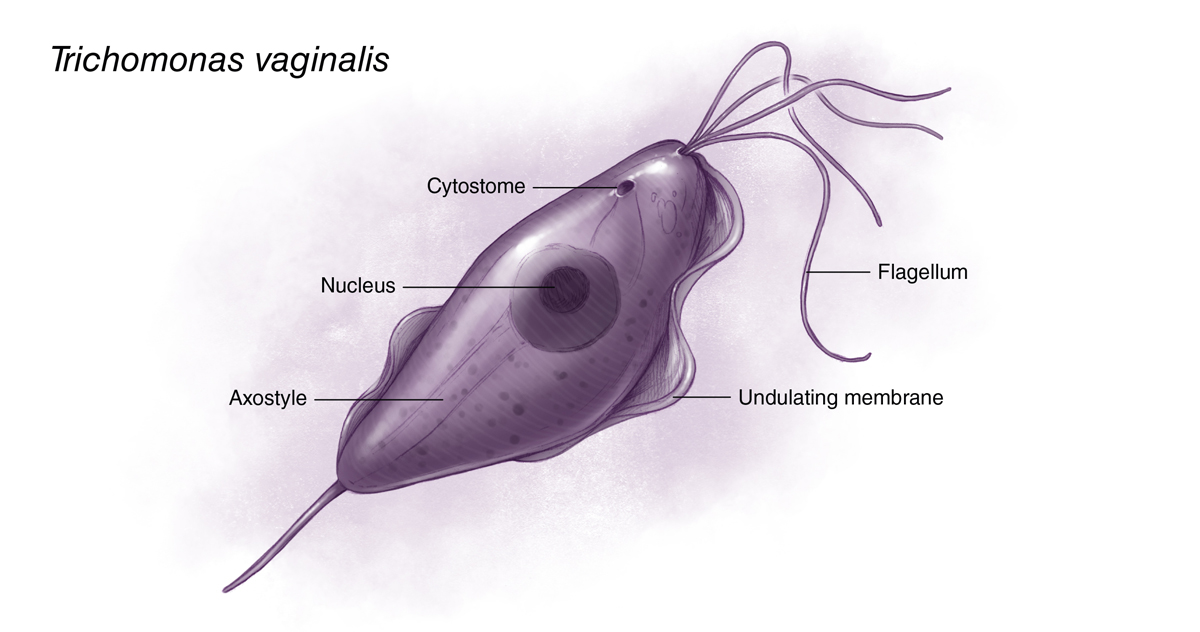 Trichomonas vaginalis
Cytostome
Nucleus
Flagellum
Axostyle
Undulating membrane